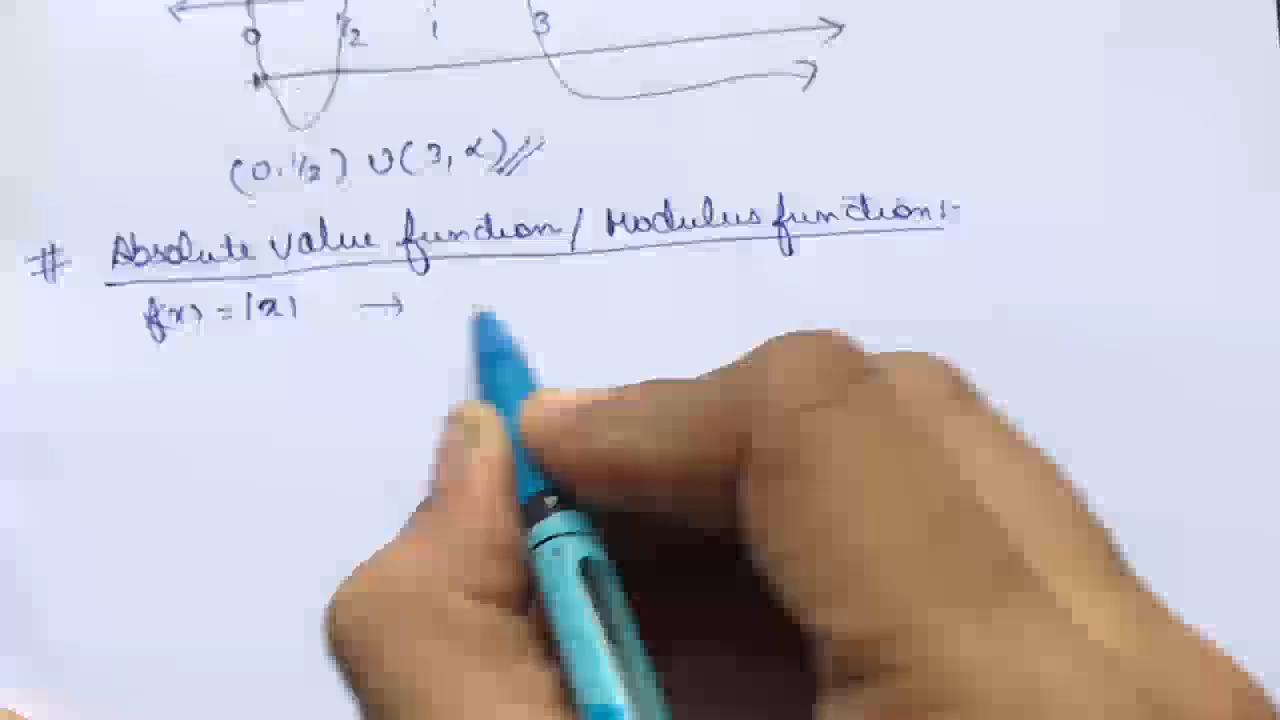 0 1/2 1 3
(0, 1/2) ∪ (3, ∝)
# Absolute value function / Modulus function:-
f(x) = |x| →